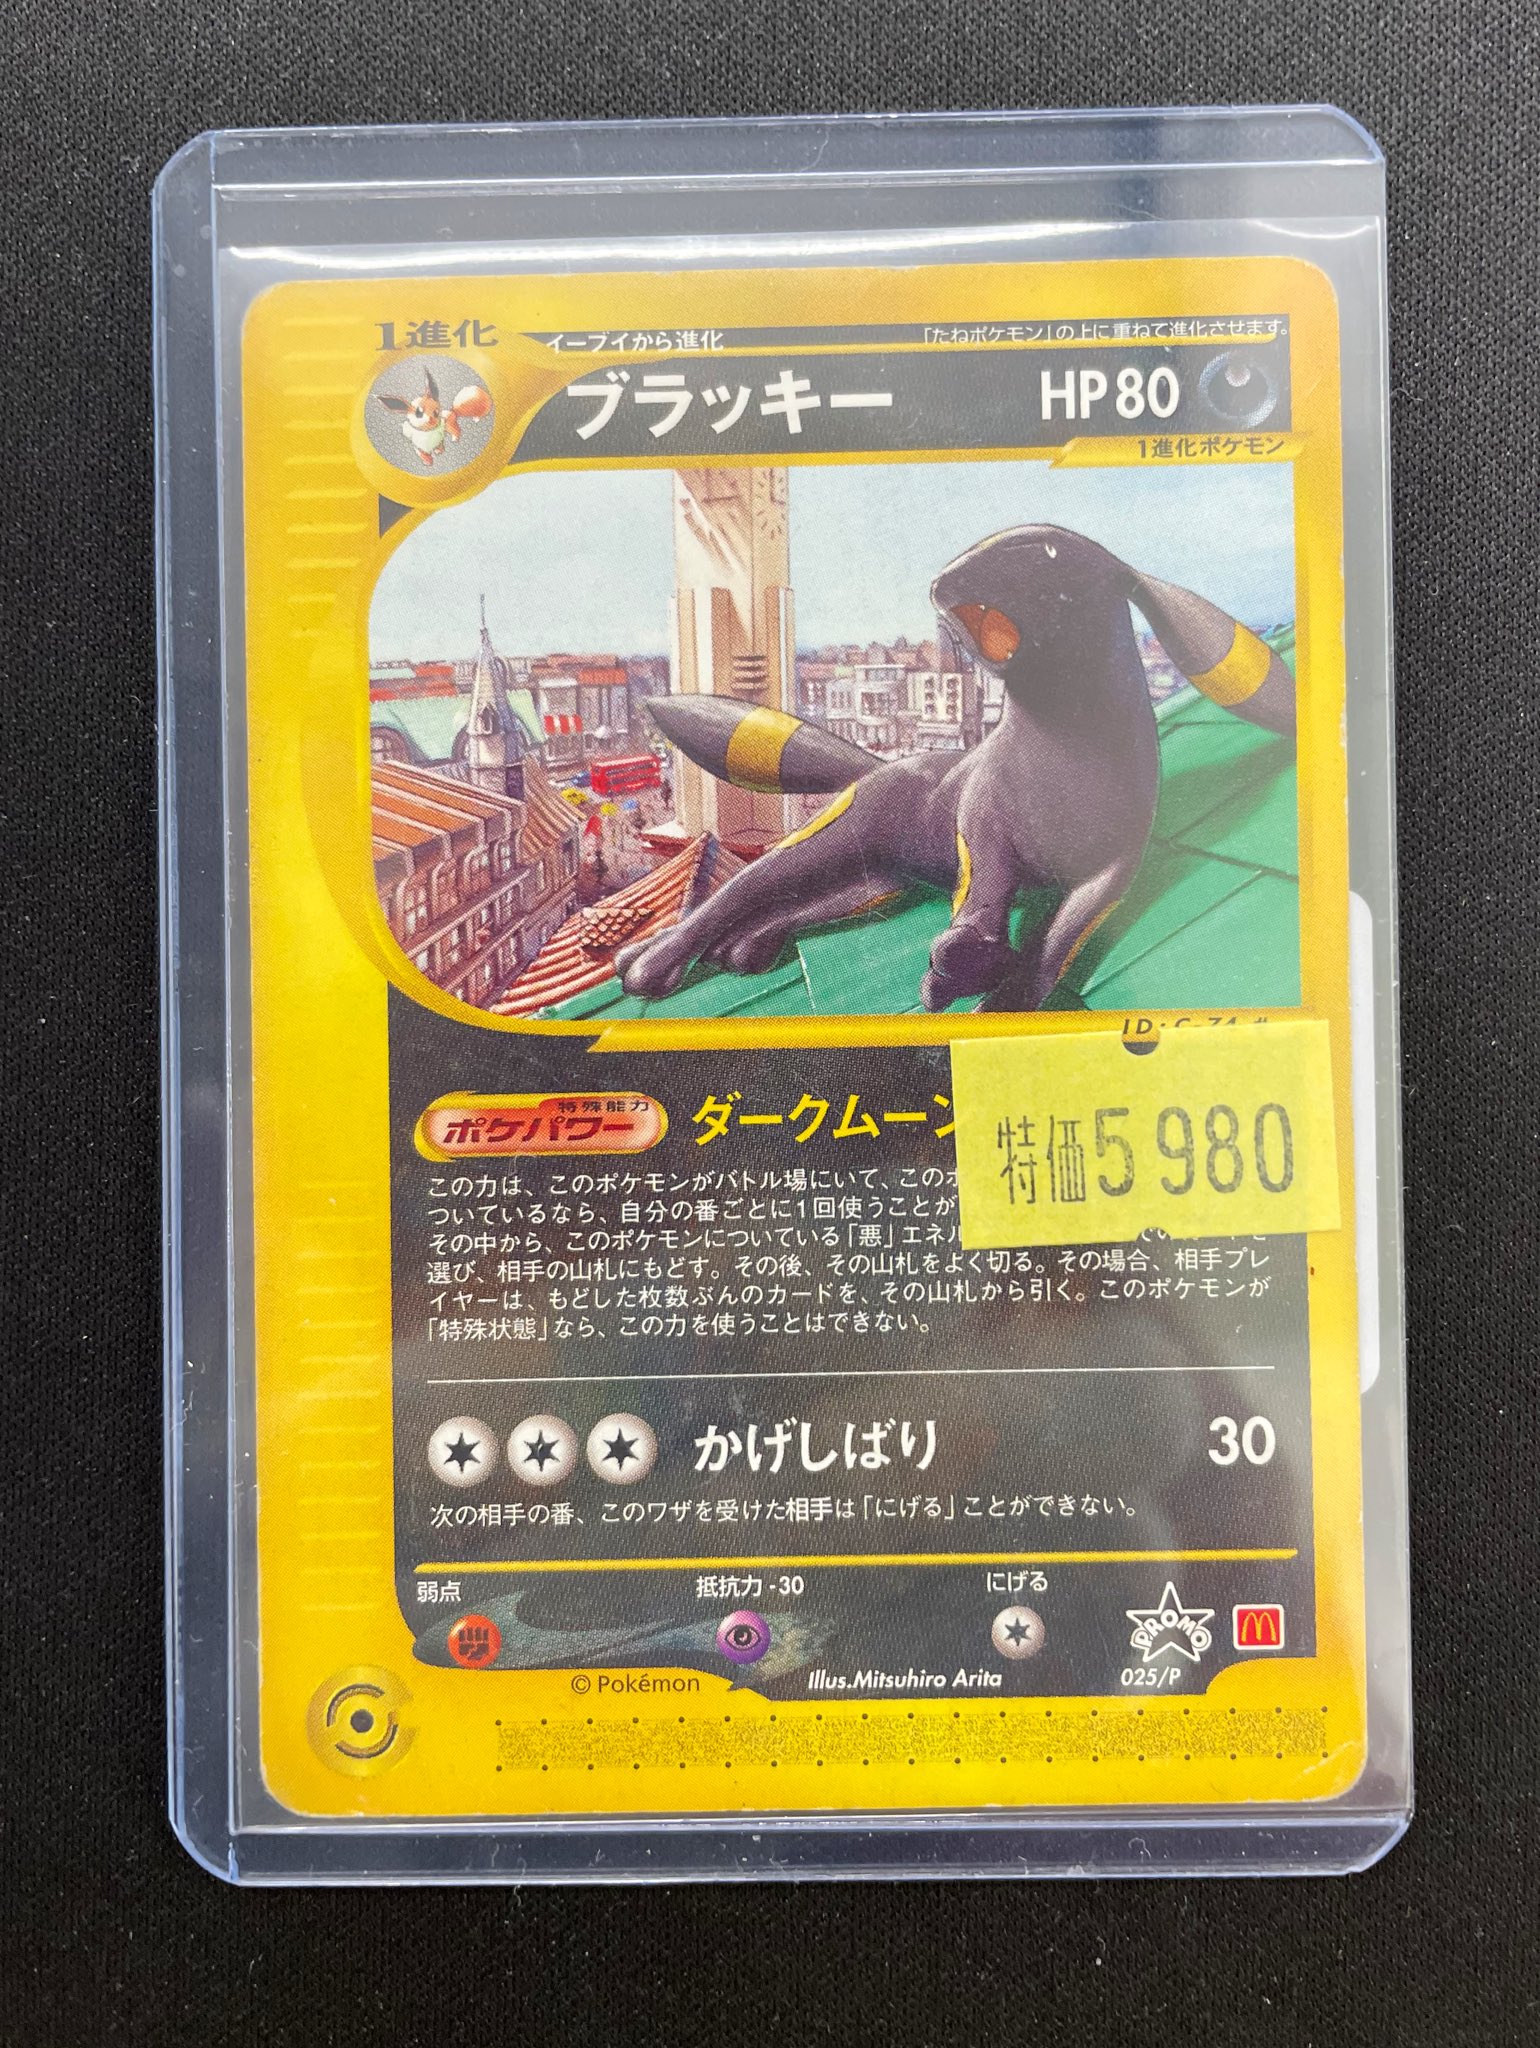 1進化
イーブイから進化
「たねポケモン」の上に重ねて進化させます。
ブラッキー
HP80
1進化ポケモン
特殊能力
ポケパワー
ダークムーン
特価5980
この力は、このポケモンがバトル場にいて、この
ついているなら、自分の番ごとに1回使うことが
その中から、このポケモンについている「悪」エネル
選び、相手の山札にもどす。その後、その山札をよく切る。その場合、相手プレ
イヤーは、もどした枚数ぶんのカードを、その山札から引く。このポケモンが
「特殊状態」なら、この力を使うことはできない。
かげしばり
30
次の相手の番、このワザを受けた相手は「にげる」ことができない。
弱点
抵抗力 -30
にげる
PROMO
M
© Pokémon
Illus.Mitsuhiro Arita
025/P